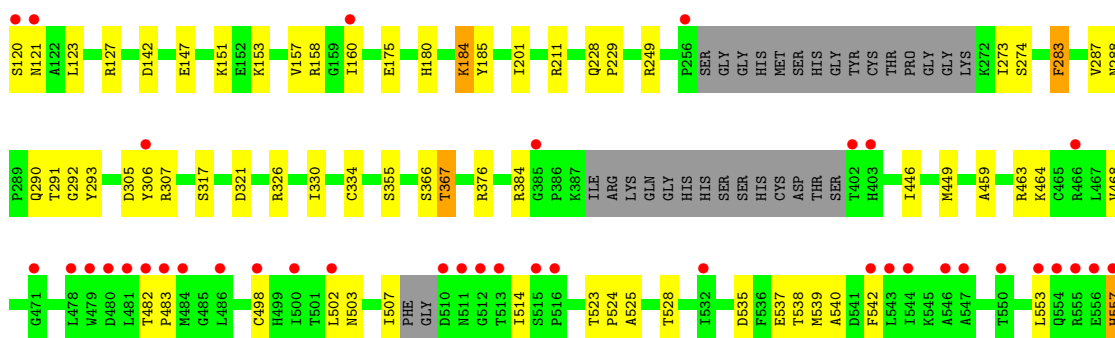 S120 N121 A122 L123 R127 D142 E147 K151 E152 K153 V157 R158 G159 I160 E175 H180 K184 Y185 I201 R211 Q228 P229 R249 P256 SER GLY GLY HIS MET SER HIS GLY TYR CYS THR PRO GLY GLY LYS K272 I273 S274 F283 V287 N288
P289 Q290 T291 G292 Y293 D305 Y306 R307 S317 D321 R326 I330 C334 S355 S366 T367 R376 R384 G385 P386 K387 ILE ARG LYS GLN GLY HIS HIS SER SER HIS CYS ASP THR SER T402 H403 I446 M449 A459 R463 K464 C465 R466 L467 V468
G471 L478 W479 D480 L481 T482 P483 M484 G485 L486 C498 H499 I500 T501 L502 N503 I507 PHE GLY D510 N511 G512 T513 I514 S515 P516 T523 P524 A525 T528 I532 D535 F536 E537 T538 M539 A540 D541 F542 L543 I544 K545 A546 A547 T550 L553 Q554 R555 E556 H557